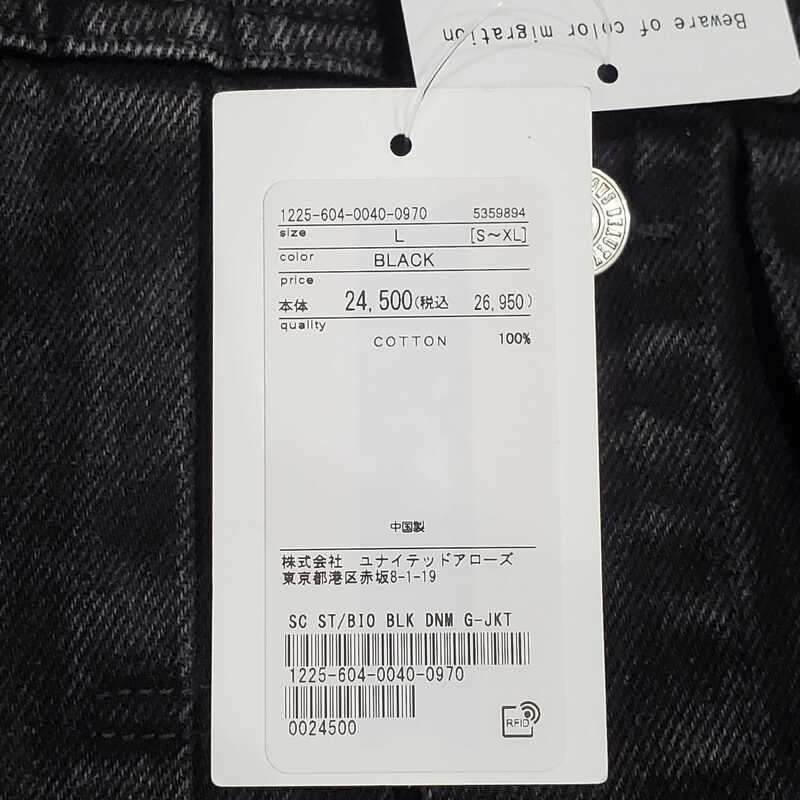 Beware of color migration
1225-604-0040-0970 5359894
size L [S～XL]
color BLACK
price
本体 24,500(税込 26,950)
quality
COTTON 100%
中国製
株式会社 ユナイテッドアローズ
東京都港区赤坂8-1-19
SC ST/BIO BLK DNM G-JKT
1225-604-0040-0970
0024500
RFID